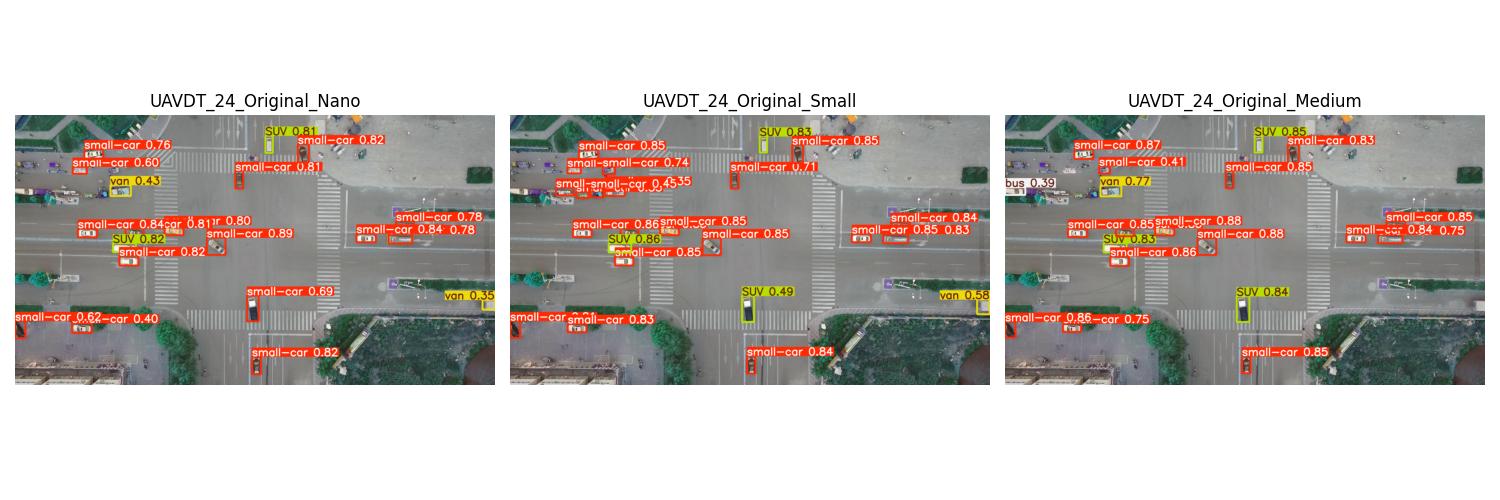 UAVDT_24_Original_Nano
SUV 0.81
small-car 0.82
small-car 0.76
small-car 0.60
small-car 0.81
van 0.43
small-car 0.78
small-car 0.84
0.81
0.80
small-car 0.84
0.78
small-car 0.89
SUV 0.82
small-car 0.82
small-car 0.69
van 0.35
small-car 0.62
car 0.40
small-car 0.82
UAVDT_24_Original_Small
SUV 0.83
small-car 0.85
small-car 0.85
small-car 0.74
small-car 0.71
small-car 0.84
small-car 0.86
small-car 0.85
small-car 0.85
0.83
small-car 0.85
SUV 0.86
0.85
SUV 0.49
van 0.58
small-car 0.83
small-car 0.84
UAVDT_24_Original_Medium
SUV 0.85
small-car 0.83
small-car 0.87
small-car 0.41
small-car 0.85
bus 0.39
van 0.77
small-car 0.85
small-car 0.85
small-car 0.88
0.84
0.75
small-car 0.88
SUV 0.83
small-car 0.86
SUV 0.84
0.86
car 0.75
small-car 0.85